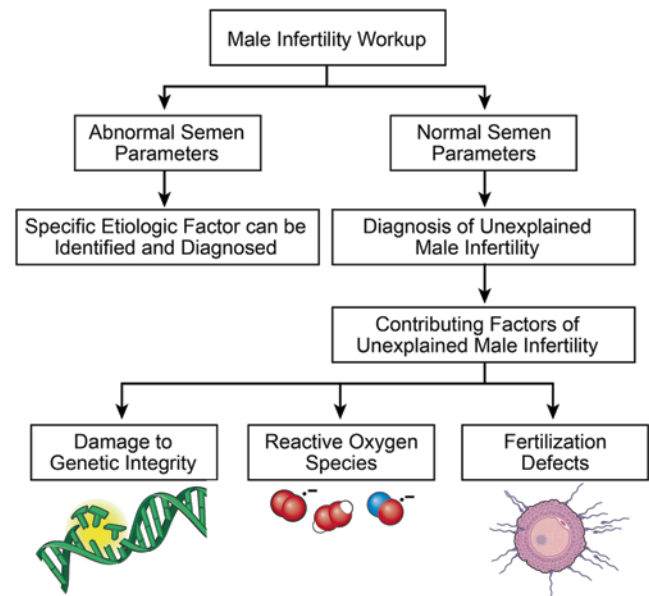 Male Infertility Workup
Abnormal Semen
Parameters
Normal Semen
Parameters
Specific Etiologic Factor can be
Identified and Diagnosed
Diagnosis of Unexplained
Male Infertility
Contributing Factors of
Unexplained Male Infertility
Damage to
Genetic Integrity
Reactive Oxygen
Species
Fertilization
Defects
•−
•−